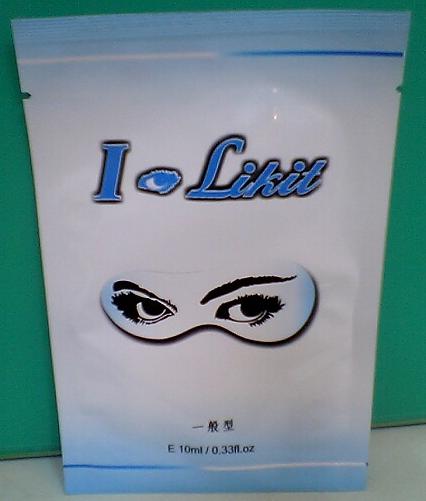 I Likit
一般型
E 10ml / 0.33fl.oz